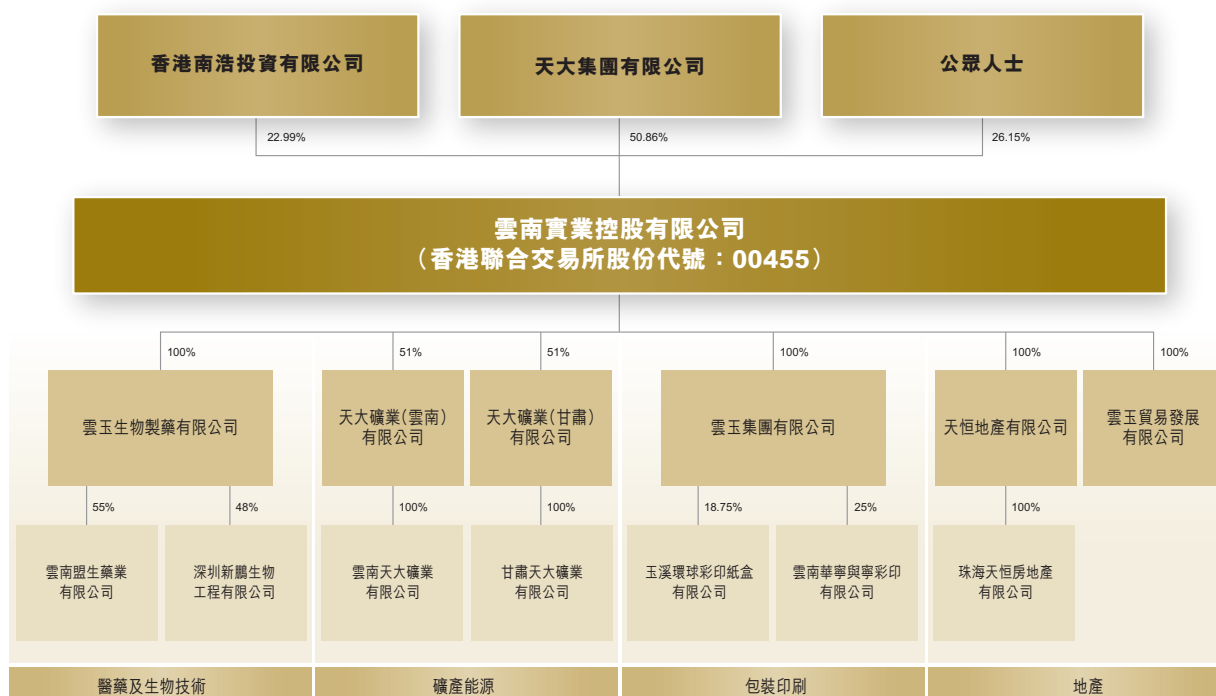 香港南浩投資有限公司
天大集團有限公司
公眾人士
22.99%
50.86%
26.15%
雲南實業控股有限公司
（香港聯合交易所股份代號：00455）
100%
51%
51%
100%
100%
100%
雲玉生物製藥有限公司
天大礦業(雲南)
有限公司
天大礦業(甘肅)
有限公司
雲玉集團有限公司
天恒地產有限公司
雲玉貿易發展
有限公司
55%
48%
100%
100%
18.75%
25%
100%
雲南盟生藥業
有限公司
深圳新鵬生物
工程有限公司
雲南天大礦業
有限公司
甘肅天大礦業
有限公司
玉溪環球彩印紙盒
有限公司
雲南華寧與寧彩印
有限公司
珠海天恒房地產
有限公司
醫藥及生物技術
礦產能源
包裝印刷
地產